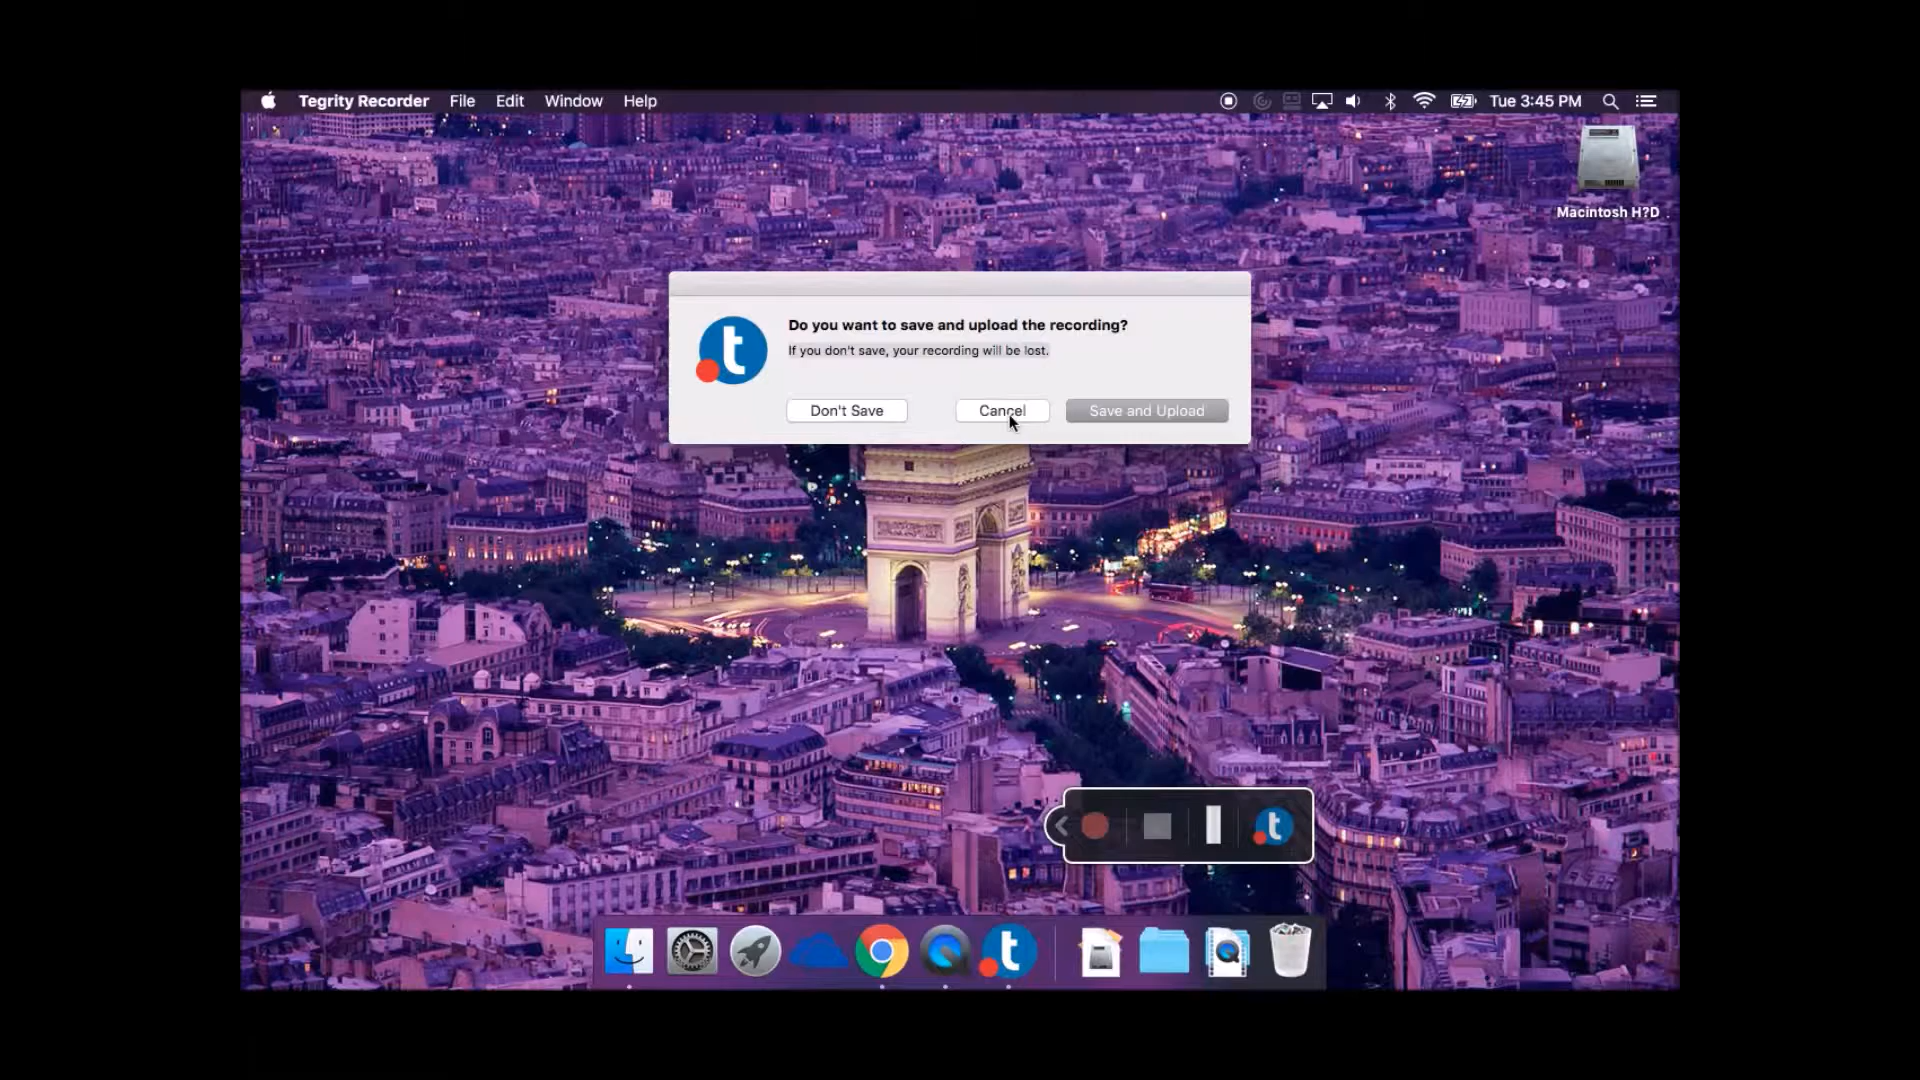 Tegrity Recorder File Edit Window Help
Tue 3:45 PM
Macintosh H?D
Do you want to save and upload the recording?
If you don't save, your recording will be lost.
Don't Save
Cancel
Save and Upload